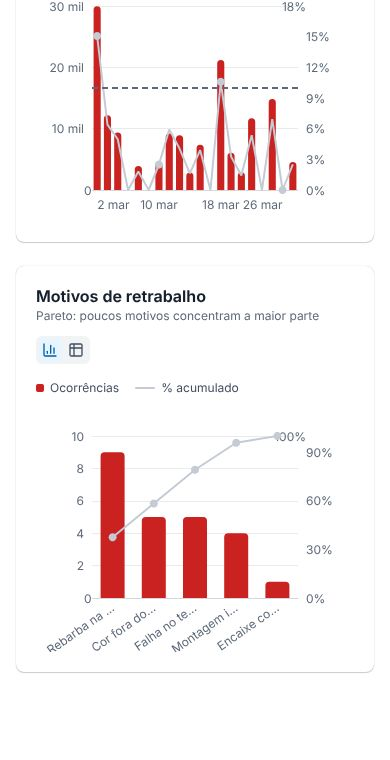 30 mil 18%
15%
20 mil 12%
9%
10 mil 6%
3%
0 0%
2 mar 10 mar 18 mar 26 mar
Motivos de retrabalho
Pareto: poucos motivos concentram a maior parte
Ocorrências % acumulado
10 100%
90%
8
6 60%
4
30%
2
0 0%
Rebarba na ...
Cor fora do...
Falha no te...
Montagem i...
Encaixe co...